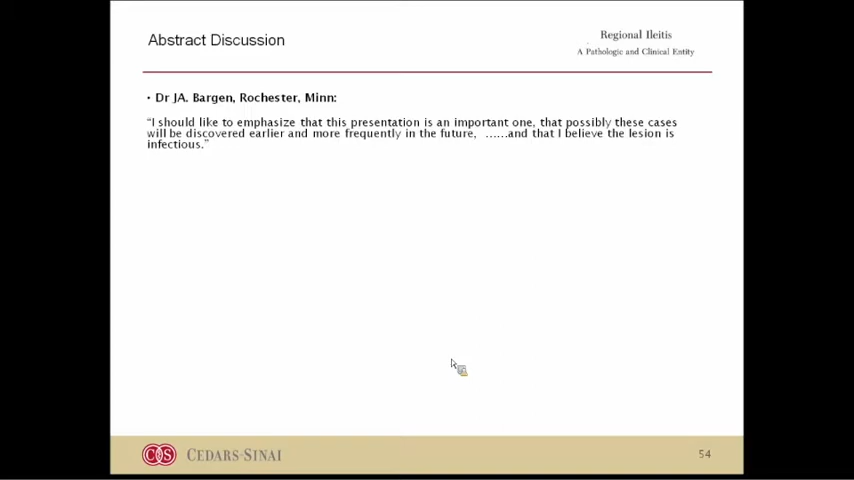 Abstract Discussion
Regional Ileitis
A Pathologic and Clinical Entity
• Dr JA. Bargen, Rochester, Minn:
“I should like to emphasize that this presentation is an important one, that possibly these cases
will be discovered earlier and more frequently in the future, ……and that I believe the lesion is
infectious.”
CEDARS-SINAI
54